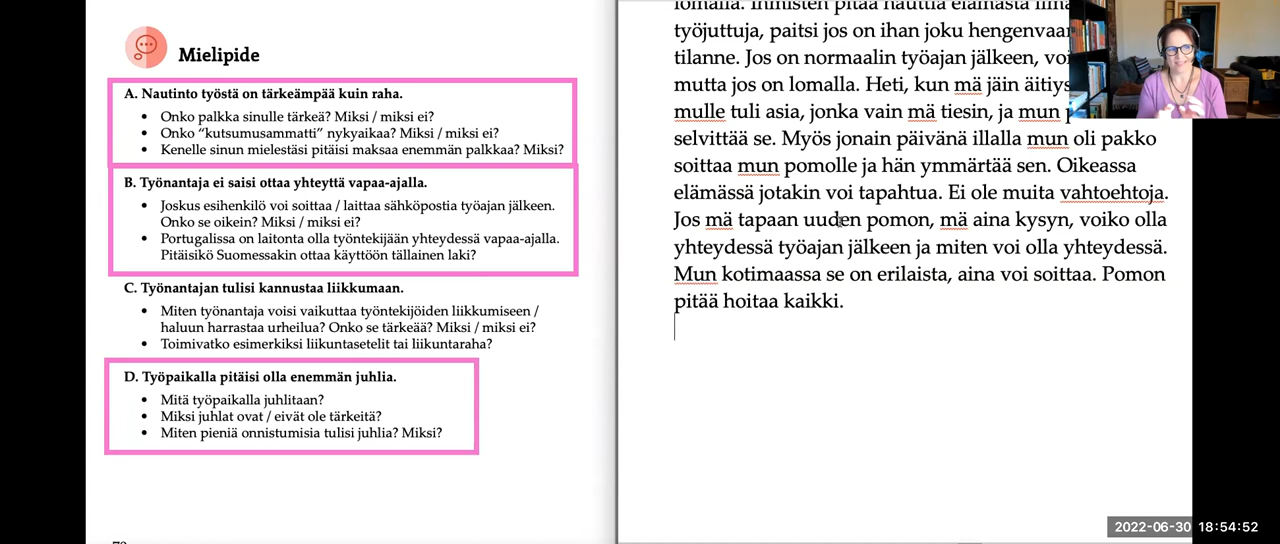 Mielipide
A. Nautinto työstä on tärkeämpää kuin raha.
• Onko palkka sinulle tärkeä? Miksi / miksi ei?
• Onko “kutsumusammatti” nykyaikaa? Miksi / miksi ei?
• Kenelle sinun mielestäsi pitäisi maksaa enemmän palkkaa? Miksi?
B. Työnantaja ei saisi ottaa yhteyttä vapaa-ajalla.
• Joskus esihenkilö voi soittaa / laittaa sähköpostia työajan jälkeen.
Onko se oikein? Miksi / miksi ei?
• Portugalissa on laitonta olla työntekijään yhteydessä vapaa-ajalla.
Pitäisikö Suomessakin ottaa käyttöön tällainen laki?
C. Työnantajan tulisi kannustaa liikkumaan.
• Miten työnantaja voisi vaikuttaa työntekijöiden liikkumiseen /
haluun harrastaa urheilua? Onko se tärkeää? Miksi / miksi ei?
• Toimivatko esimerkiksi liikuntasetelit tai liikuntaraha?
D. Työpaikalla pitäisi olla enemmän juhlia.
• Mitä työpaikalla juhlitaan?
• Miksi juhlat ovat / eivät ole tärkeitä?
• Miten pieniä onnistumisia tulisi juhlia? Miksi?
lomalla. Ihmisten pitää nauttia elämästä
työjuttuja, paitsi jos on ihan joku
tilanne. Jos on normaalin työajan jälkeen,
mutta jos on lomalla. Heti, kun mä jäin
mulle tuli asia, jonka vain mä tiesin, ja mun
selvittää se. Myös jonain päivänä illalla mun oli pakko
soittaa mun pomolle ja hän ymmärtää sen. Oikeassa
elämässä jotakin voi tapahtua. Ei ole muita vahtoehtoja.
Jos mä tapaan uuden pomon, mä aina kysyn, voiko olla
yhteydessä työajan jälkeen ja miten voi olla yhteydessä.
Mun kotimaassa se on erilaista, aina voi soittaa. Pomon
pitää hoitaa kaikki.
2022-06-30 18:54:52